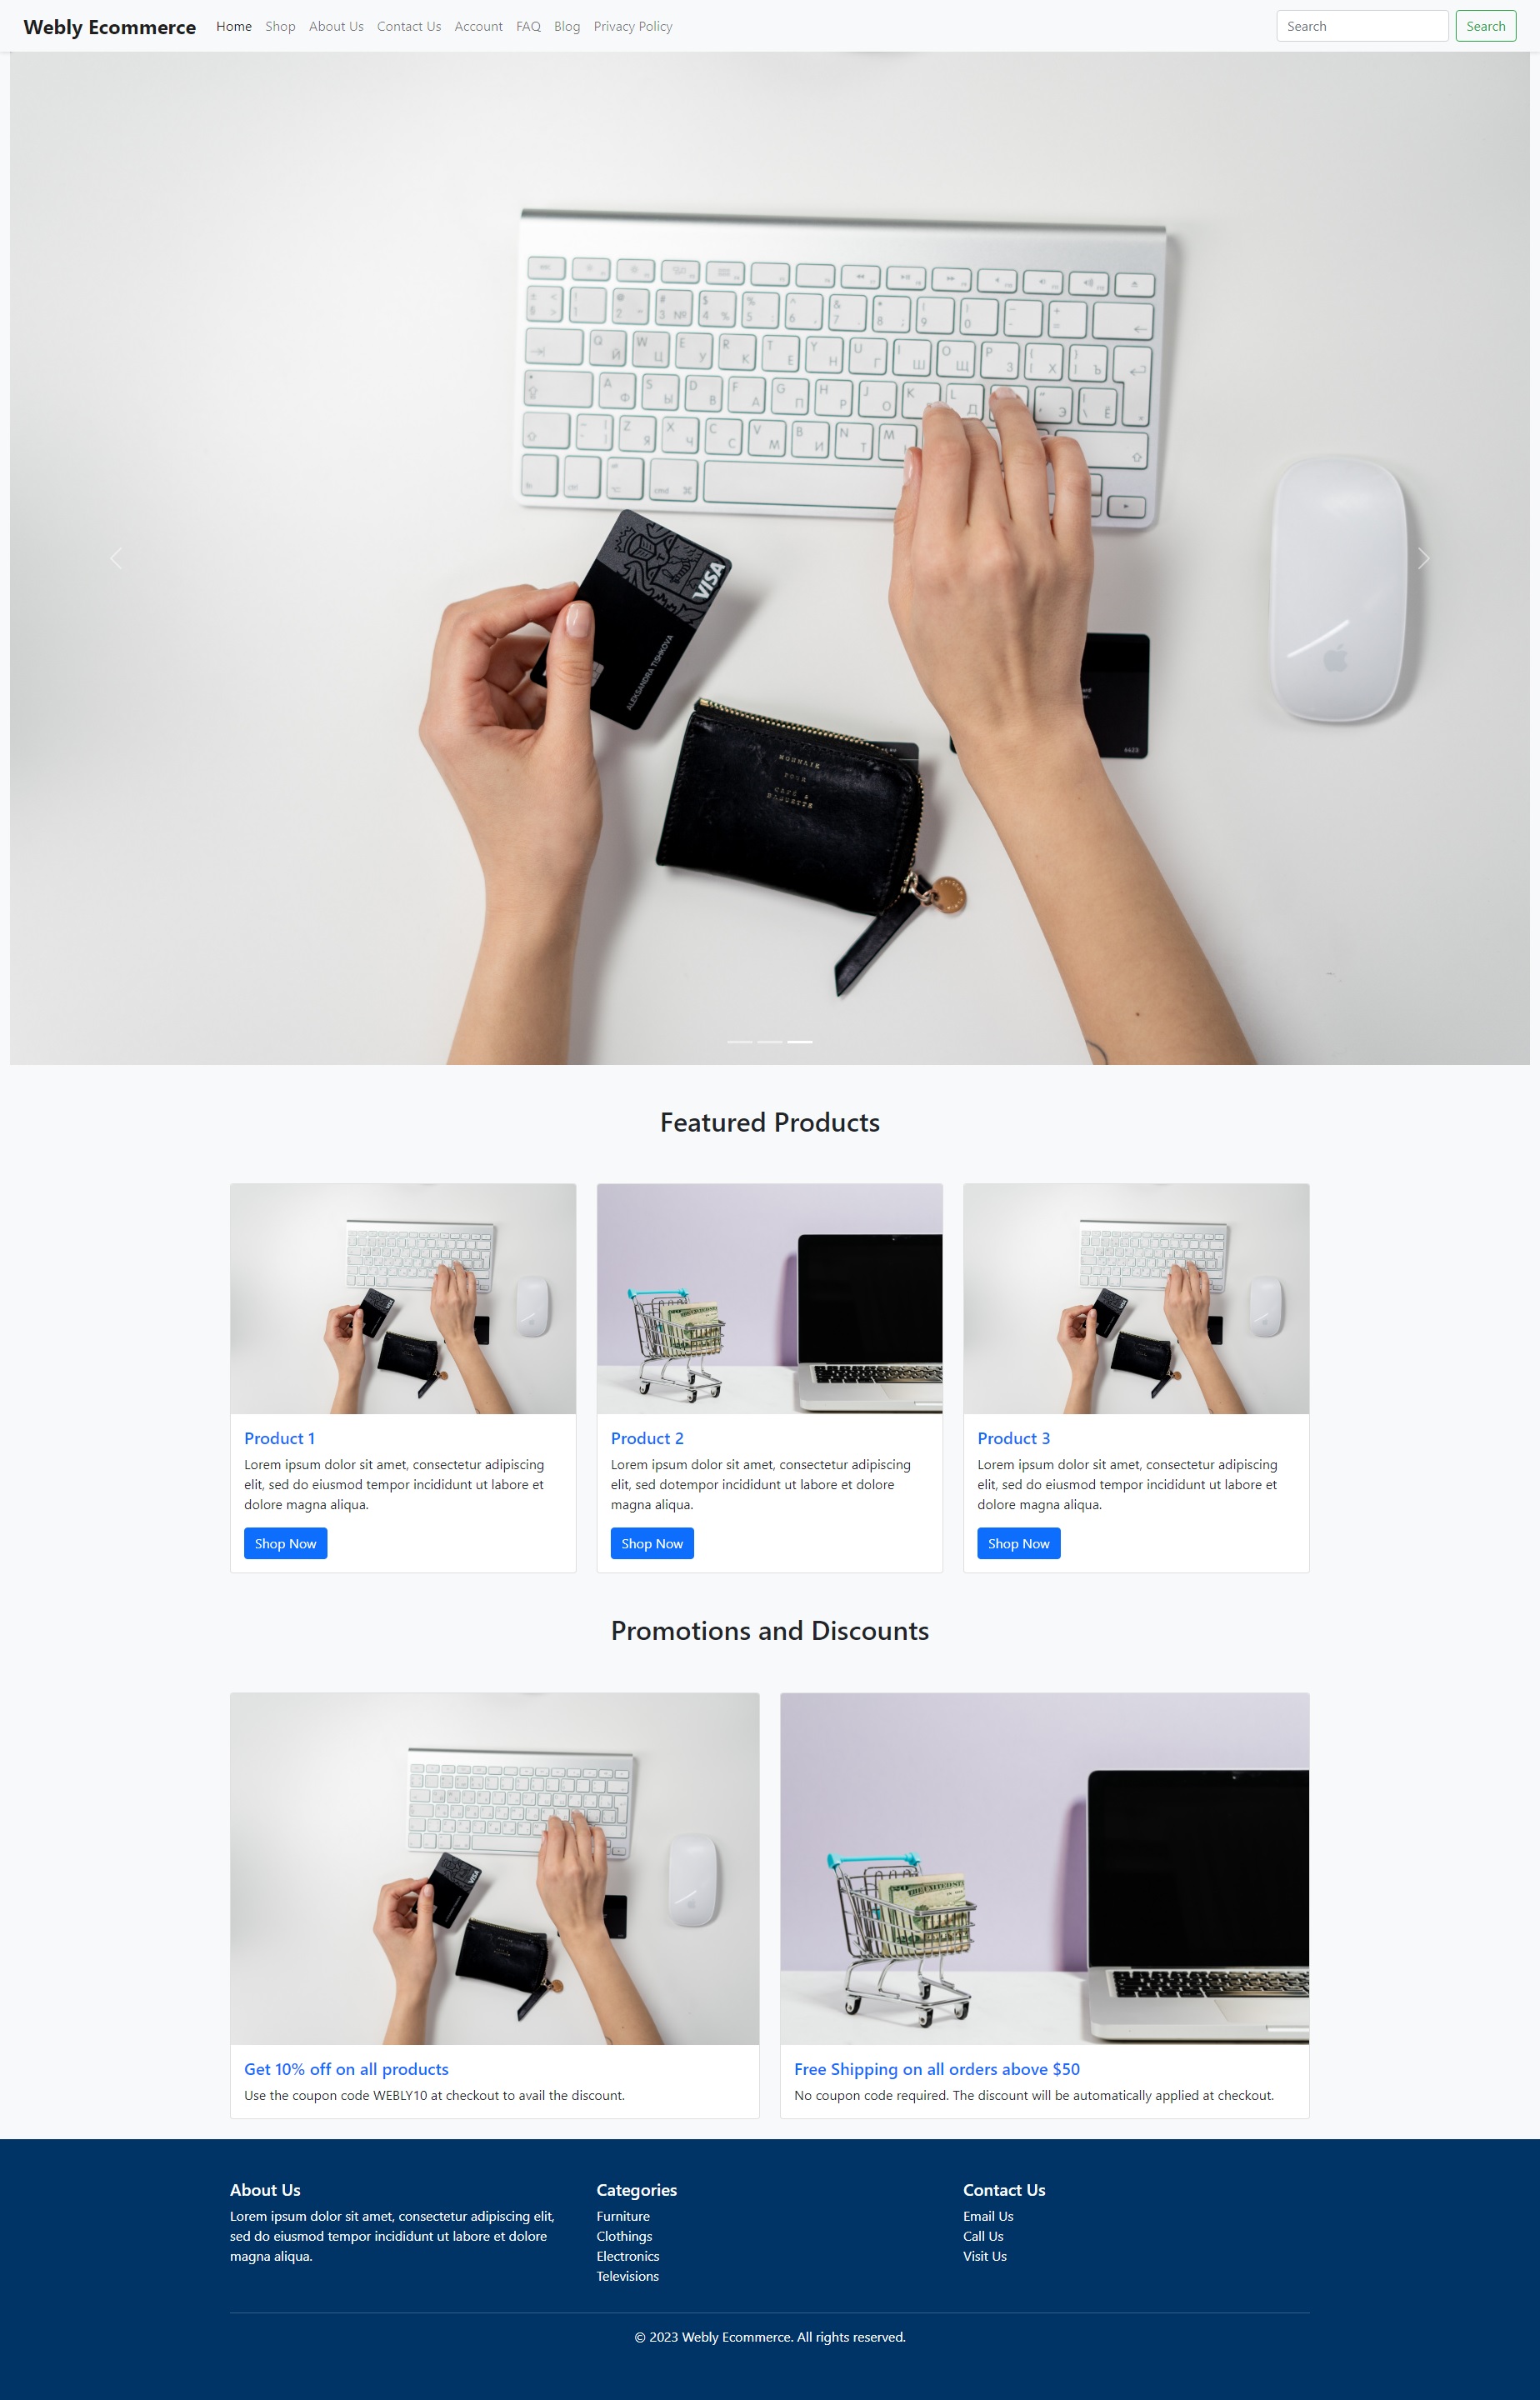 Webly Ecommerce Home Shop About Us Contact Us Account FAQ Blog Privacy Policy Search Search
VISA
ALEKSANDRA TISHKOVA
Featured Products
Product 1
Lorem ipsum dolor sit amet, consectetur adipiscing
elit, sed do eiusmod tempor incididunt ut labore et
dolore magna aliqua.
Shop Now
Product 2
Lorem ipsum dolor sit amet, consectetur adipiscing
elit, sed dotempor incididunt ut labore et dolore
magna aliqua.
Shop Now
Product 3
Lorem ipsum dolor sit amet, consectetur adipiscing
elit, sed do eiusmod tempor incididunt ut labore et
dolore magna aliqua.
Shop Now
Promotions and Discounts
Get 10% off on all products
Use the coupon code WEBLY10 at checkout to avail the discount.
Free Shipping on all orders above $50
No coupon code required. The discount will be automatically applied at checkout.
About Us
Lorem ipsum dolor sit amet, consectetur adipiscing elit,
sed do eiusmod tempor incididunt ut labore et dolore
magna aliqua.
Categories
Furniture
Clothings
Electronics
Televisions
Contact Us
Email Us
Call Us
Visit Us
© 2023 Webly Ecommerce. All rights reserved.